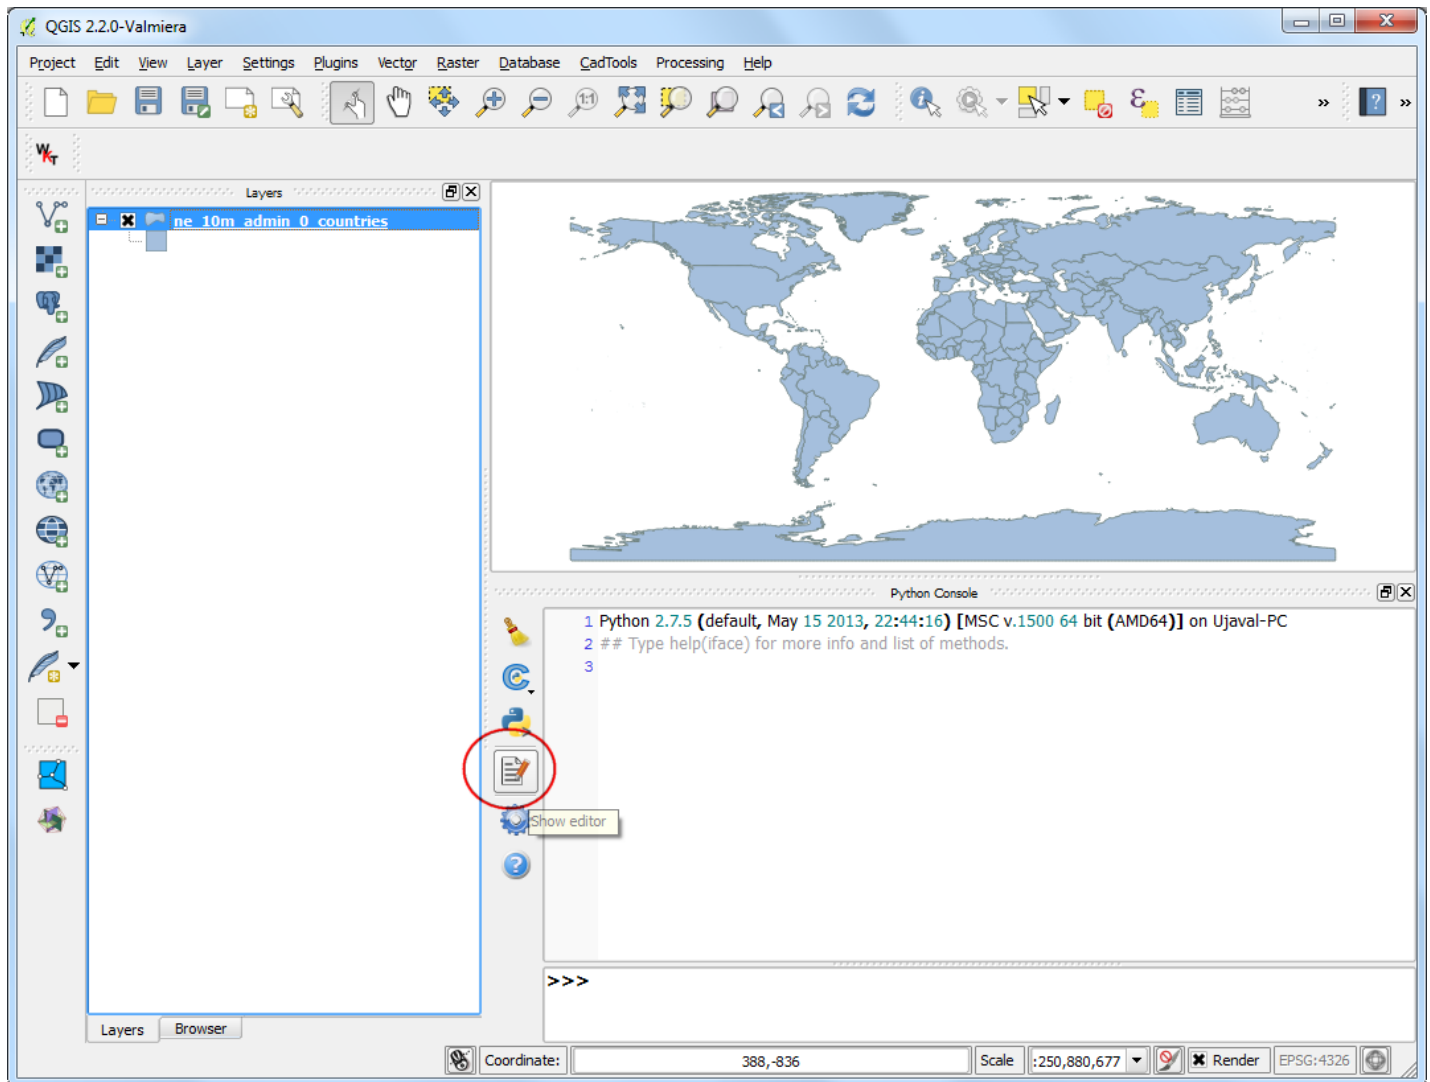 QGIS 2.2.0-Valmiera
Project Edit View Layer Settings Plugins Vector Raster Database CadTools Processing Help
1:1
ε
»
?
»
WKT
Layers
ne_10m_admin_0_countries
Python Console
1 Python 2.7.5 (default, May 15 2013, 22:44:16) [MSC v.1500 64 bit (AMD64)] on Ujaval-PC
2 ## Type help(iface) for more info and list of methods.
3
Show editor
?
>>>
Layers Browser
Coordinate: 388,-836 Scale :250,880,677 Render EPSG:4326